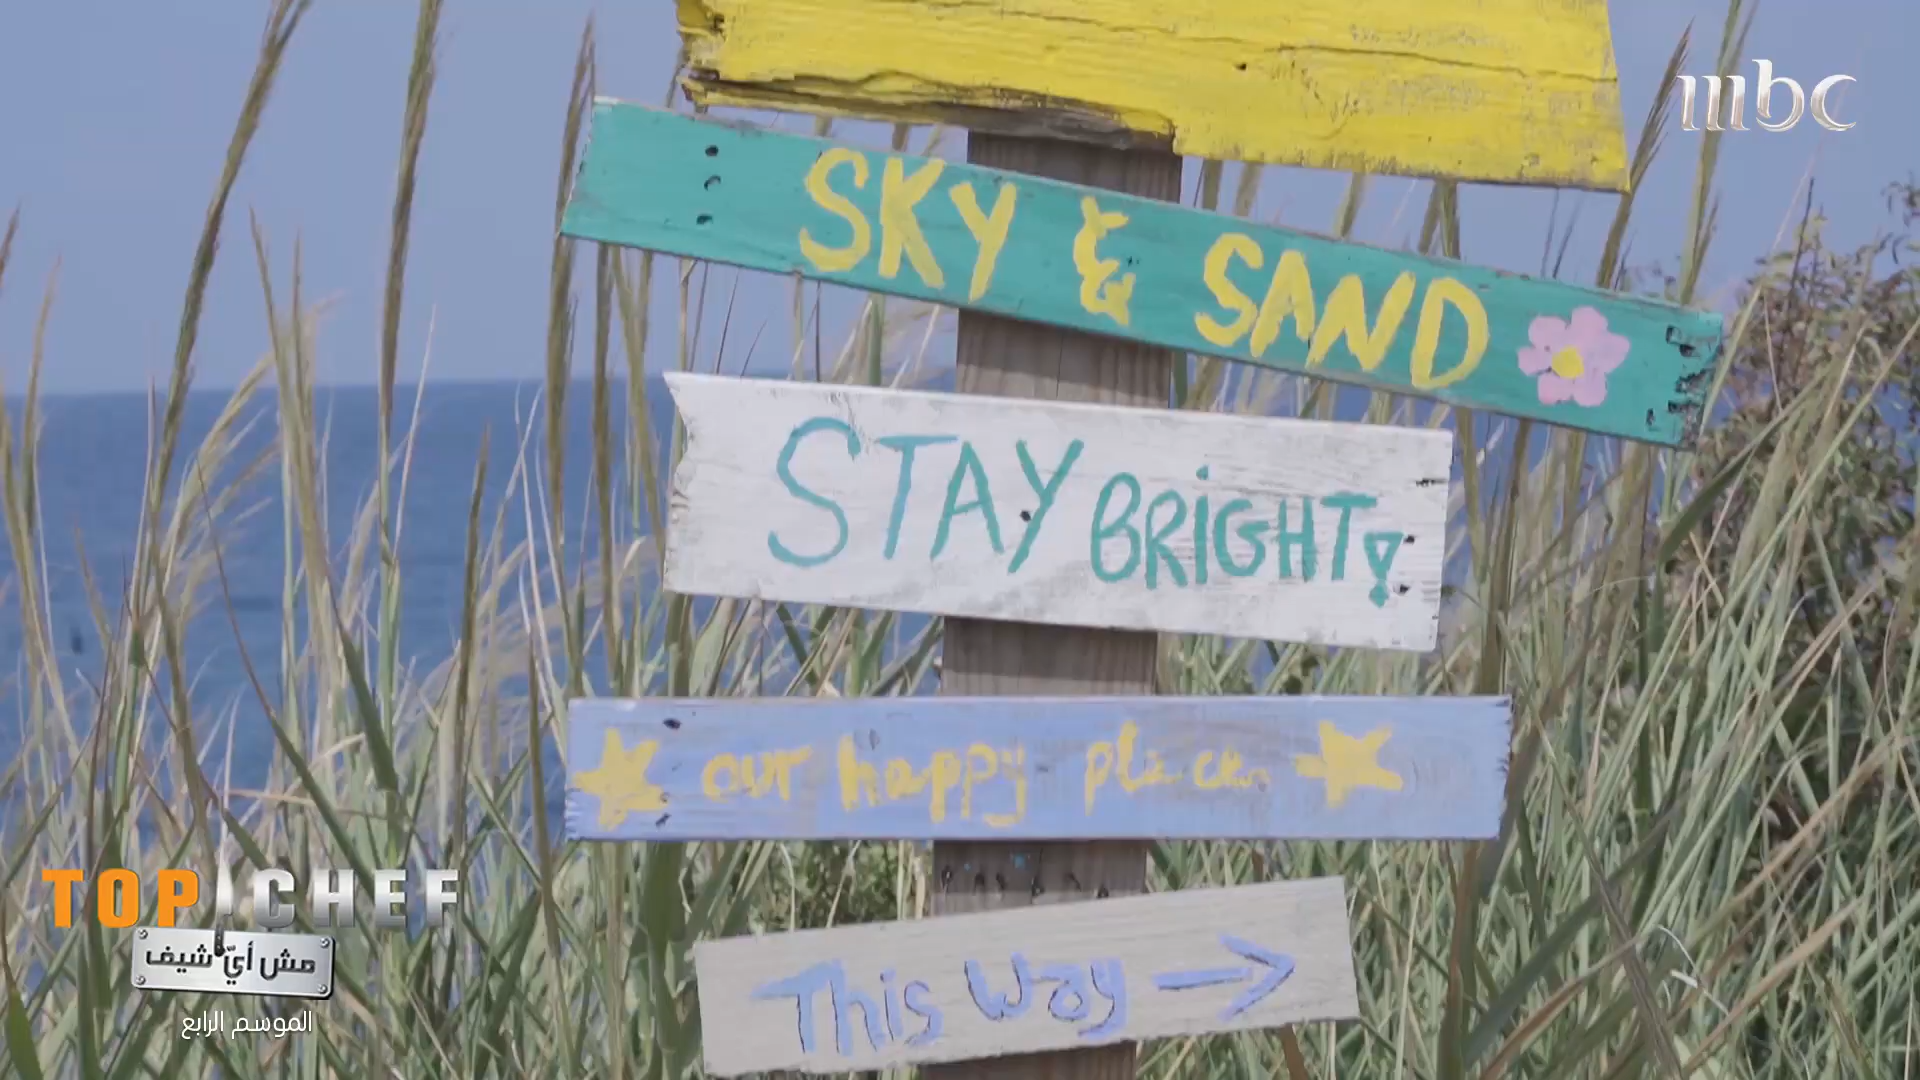 mbc
SKY & SAND
STAY BRIGHT!
our happy place
This Way
TOP CHEF
مش أيّ شيف
الموسم الرابع